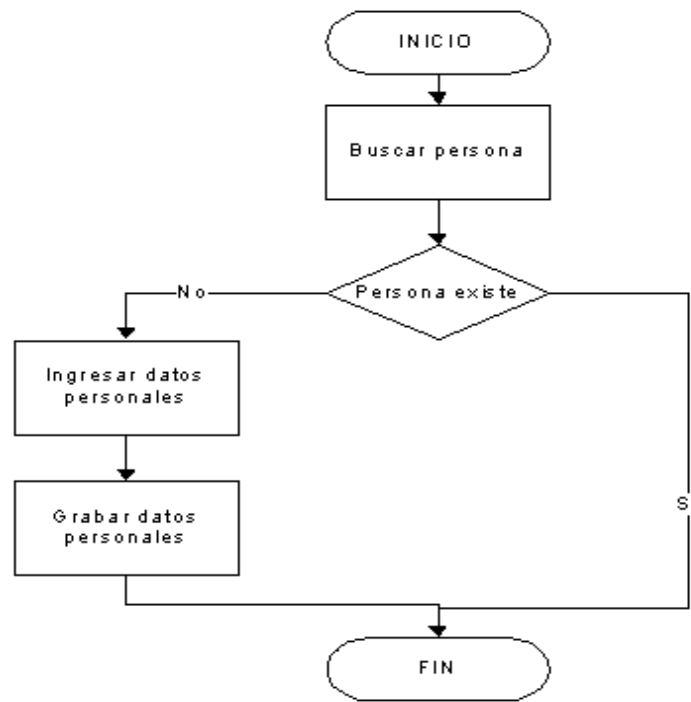 INICIO
Buscar persona
Persona existe
No
Ingresar datos
personales
Grabar datos
personales
S
FIN